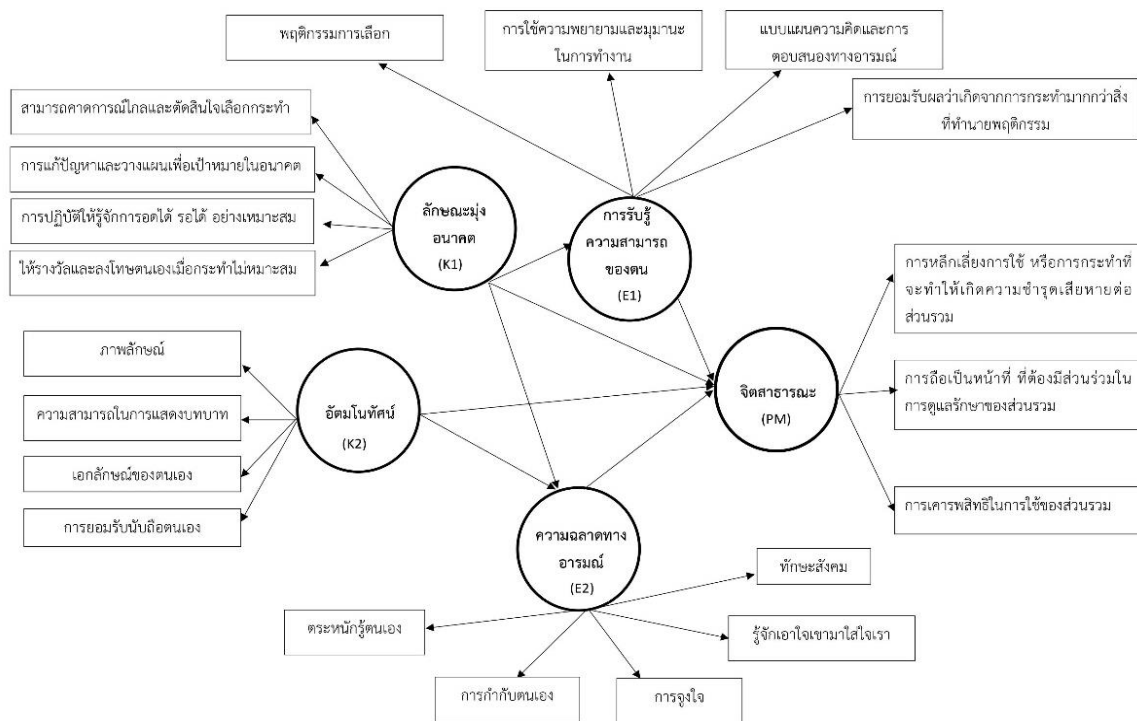 พฤติกรรมการเลือก
การใช้ความพยายามและมุมานะ
ในการทำงาน
แบบแผนความคิดและการ
ตอบสนองทางอารมณ์
การยอมรับผลว่าเกิดจากการกระทำมากกว่าสิ่ง
ที่ทำนายพฤติกรรม
สามารถคาดการณ์ไกลและตัดสินใจเลือกกระทำ
การแก้ปัญหาและวางแผนเพื่อเป้าหมายในอนาคต
การปฏิบัติให้รู้จักการอดได้ รอได้ อย่างเหมาะสม
ให้รางวัลและลงโทษตนเองเมื่อกระทำไม่หมาะสม
ลักษณะมุ่ง
อนาคต
(K1)
การรับรู้
ความสามารถ
ของตน
(E1)
การหลีกเลี่ยงการใช้ หรือการกระทำที่
จะทำให้เกิดความชำรุดเสียหายต่อ
ส่วนรวม
การถือเป็นหน้าที่ ที่ต้องมีส่วนร่วมใน
การดูแลรักษาของส่วนรวม
การเคารพสิทธิในการใช้ของส่วนรวม
จิตสาธารณะ
(PM)
ภาพลักษณ์
ความสามารถในการแสดงบทบาท
เอกลักษณ์ของตนเอง
การยอมรับนับถือตนเอง
อัตมโนทัศน์
(K2)
ความฉลาดทาง
อารมณ์
(E2)
ทักษะสังคม
ตระหนักรู้ตนเอง
รู้จักเอาใจเขามาใส่ใจเรา
การกำกับตนเอง
การจูงใจ